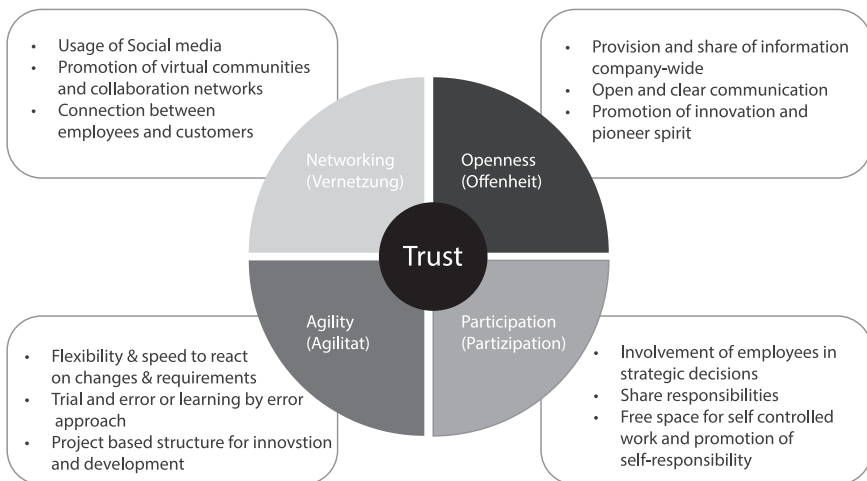 • Usage of Social media
• Promotion of virtual communities
and collaboration networks
• Connection between
employees and customers
• Provision and share of information
company-wide
• Open and clear communication
• Promotion of innovation and
pioneer spirit
Networking
(Vernetzung)
Openness
(Offenheit)
Trust
Agility
(Agilitat)
Participation
(Partizipation)
• Flexibility & speed to react
on changes & requirements
• Trial and error or learning by error
approach
• Project based structure for innovstion
and development
• Involvement of employees in
strategic decisions
• Share responsibilities
• Free space for self controlled
work and promotion of
self-responsibility